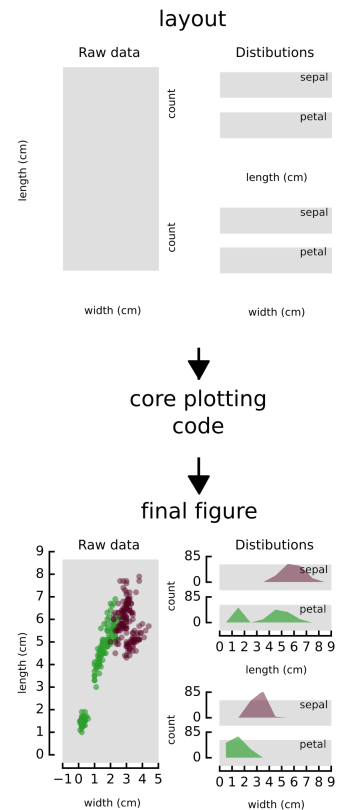 layout
Raw data
Distibutions
length (cm)
count
sepal
petal
length (cm)
count
sepal
petal
width (cm)
width (cm)
core plotting
code
final figure
Raw data
Distibutions
9
8
7
6
5
4
3
2
1
0
length (cm)
−1 0 1 2 3 4 5
width (cm)
count
85
0
sepal
85
0
petal
0 1 2 3 4 5 6 7 8 9
length (cm)
count
85
0
sepal
85
0
petal
0 1 2 3 4 5 6 7 8 9
width (cm)